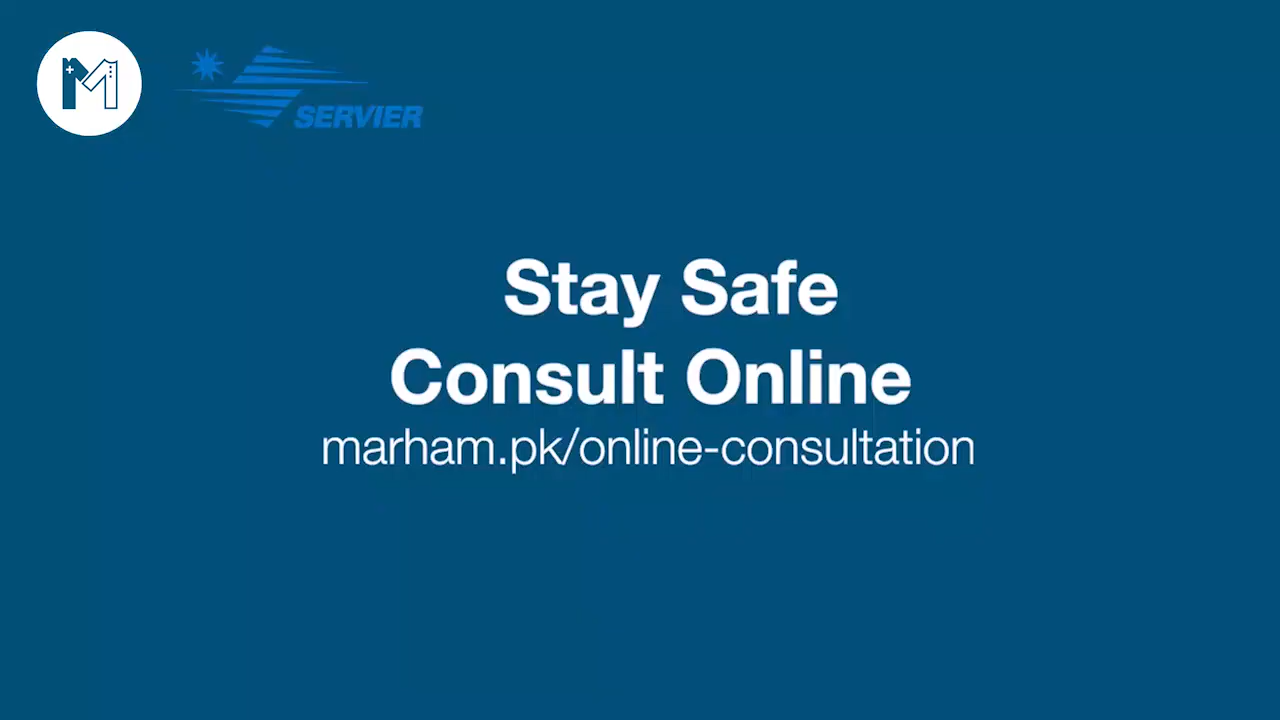 M
SERVIER
Stay Safe
Consult Online
marham.pk/online-consultation